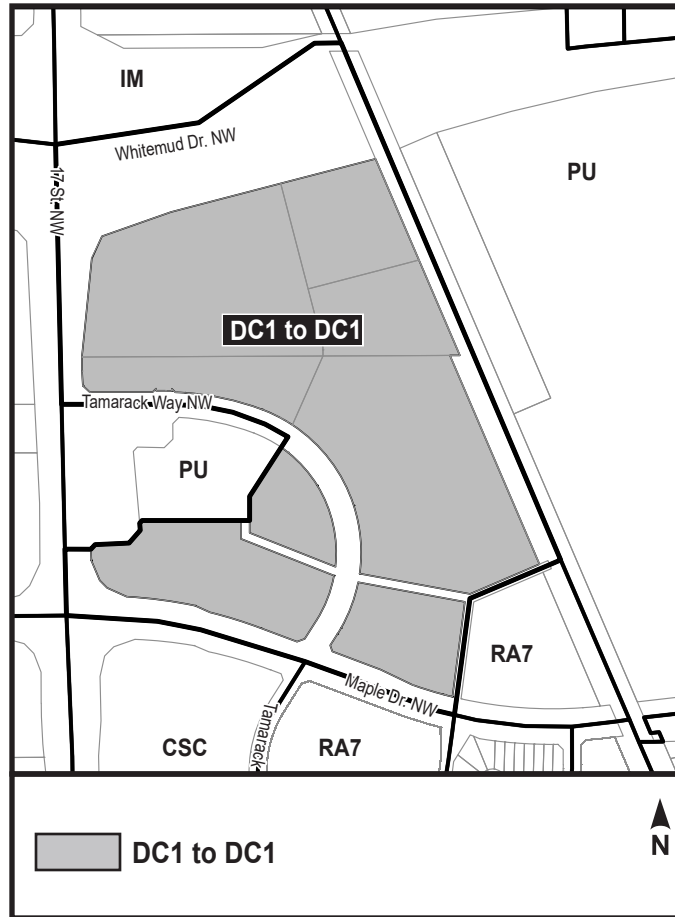 IM
Whitemud Dr. NW
17 St. NW
PU
DC1 to DC1
Tamarack Way NW
PU
RA7
Maple Dr. NW
Tamarack
CSC
RA7
DC1 to DC1
N